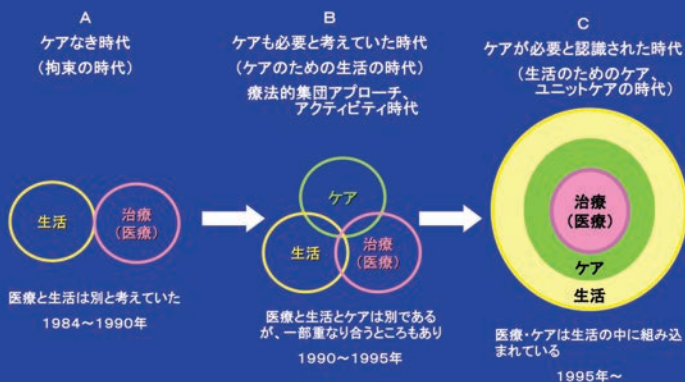 A
ケアなき時代
(拘束の時代)
生活
治療
(医療)
医療と生活は別と考えていた
1984～1990年
B
ケアも必要と考えていた時代
(ケアのための生活の時代)
療法的集団アプローチ、
アクティビティ時代
ケア
生活
治療
(医療)
医療と生活とケアは別である
が、一部重なり合うところもあり
1990～1995年
C
ケアが必要と認識された時代
(生活のためのケア、
ユニットケアの時代)
治療
(医療)
ケア
生活
医療・ケアは生活の中に組み込
まれている
1995年～